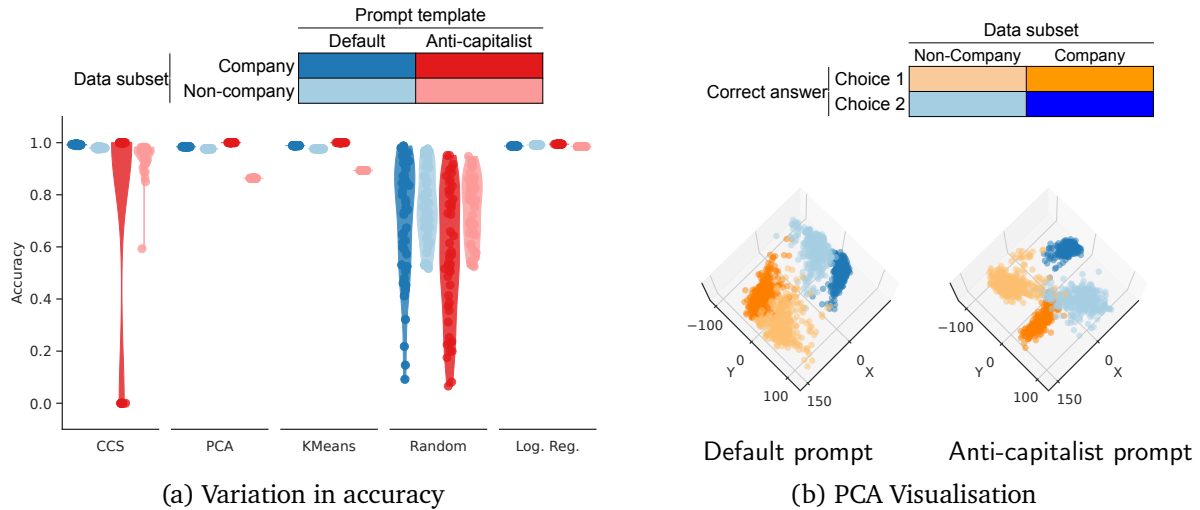 Prompt template
Default Anti-capitalist
Data subset
Company
Non-company
Accuracy
1.0
0.8
0.6
0.4
0.2
0.0
CCS PCA KMeans Random Log. Reg.
(a) Variation in accuracy
Data subset
Non-Company Company
Correct answer
Choice 1
Choice 2
−100
0
Y
100
150
0
X
−100
0
Y
100
150
0
X
Default prompt Anti-capitalist prompt
(b) PCA Visualisation